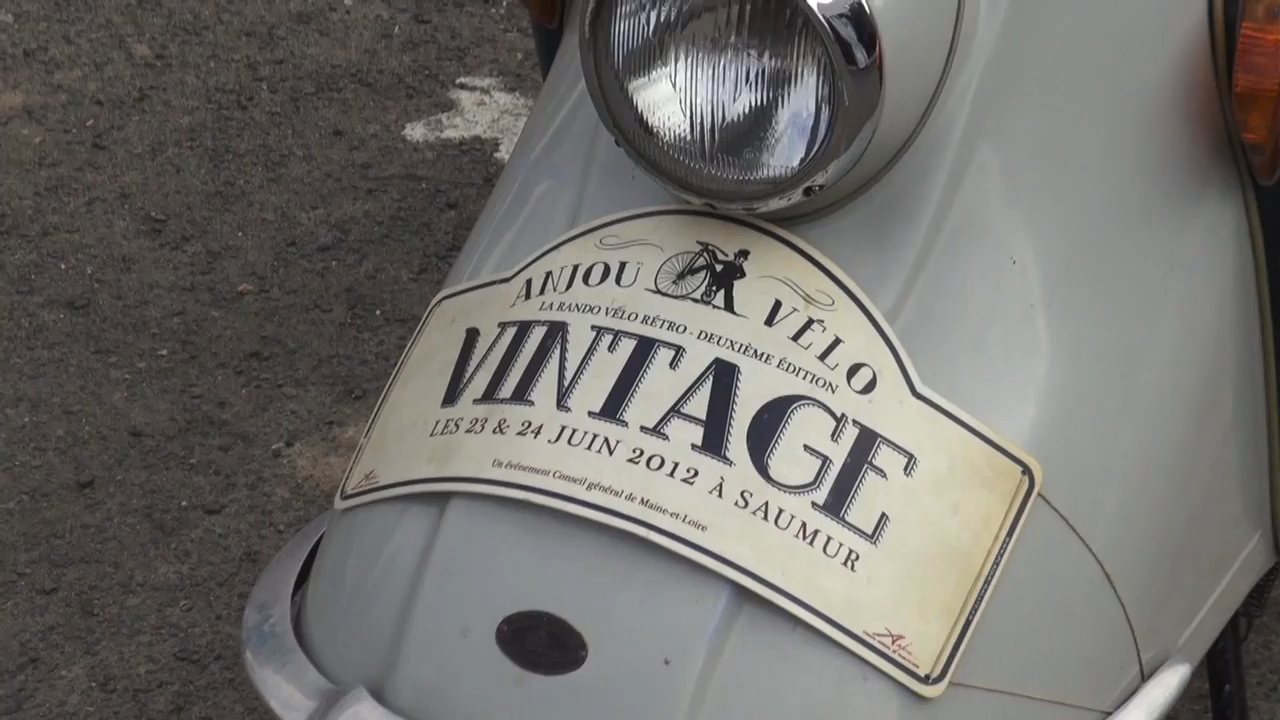 ANJOU VÉLO
LA RANDO VÉLO RÉTRO - DEUXIÈME ÉDITION
VINTAGE
LES 23 & 24 JUIN 2012 À SAUMUR
Un événement Conseil général de Maine-et-Loire